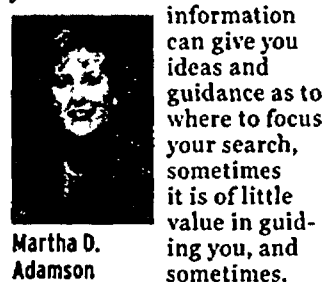 information
can give you
ideas and
guidance as to
where to focus
your search,
sometimes
it is of little
value in guid-
ing you, and
sometimes,
Martha D.
Adamson